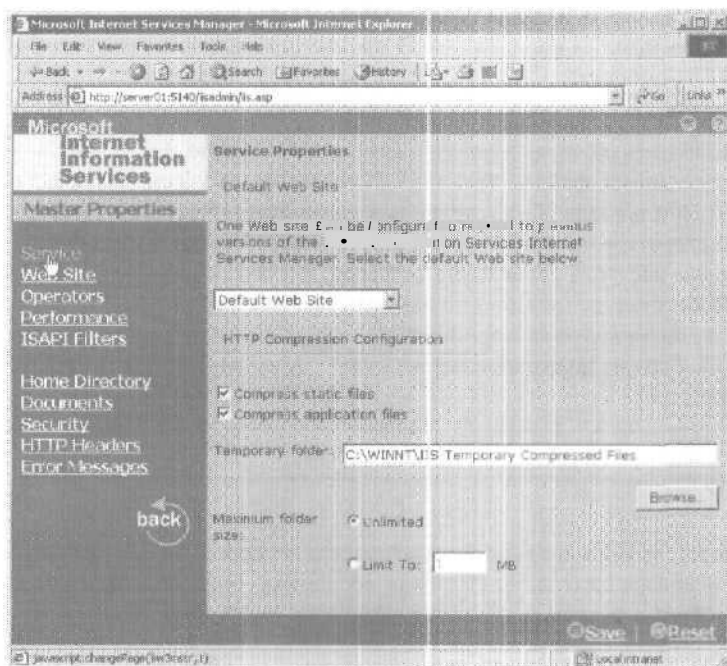 Microsoft Internet Services Manager - Microsoft Internet Explorer
File Edit View Favorites Tools Help
Back Search Favorites History
Address http://server01:5140/iisadmin/iis.asp Go Links »
Microsoft
Internet
Information
Services
Master Properties
Service
Web Site
Operators
Performance
ISAPI Filters
Home Directory
Documents
Security
HTTP Headers
Error Messages
back
Service Properties
Default Web Site
One Web site be to
versions of the on Services Internet
Services Manager. Select the default Web site below.
Default Web Site
HTTP Compression Configuration
Compress static files
Compress application files
Temporary folder: C:\WINNT\IIS Temporary Compressed Files
Browse...
Maximum folder
size:
Unlimited
Limit To: MB
Save | Reset
Local intranet